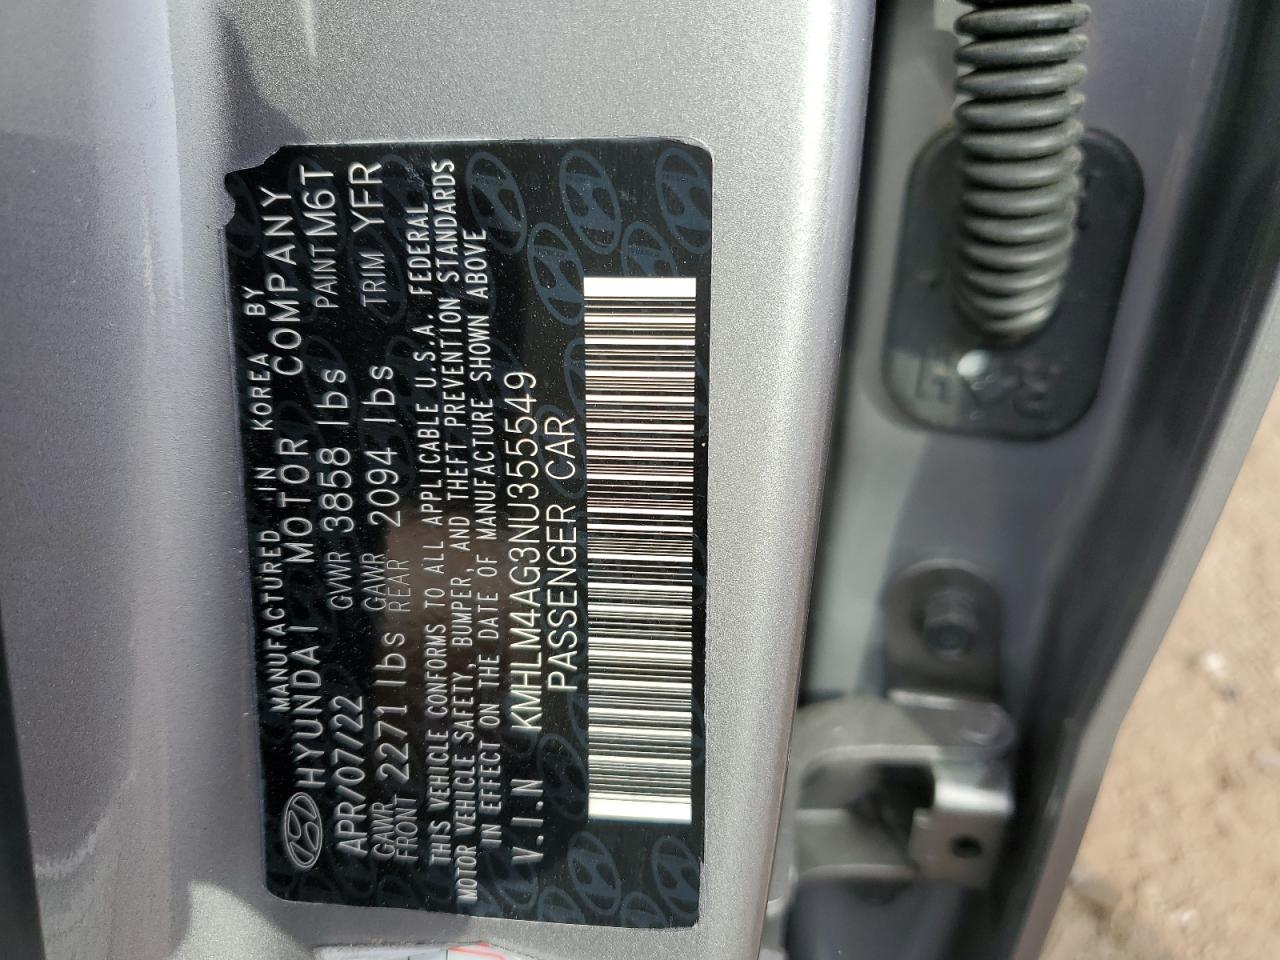 MANUFACTURED IN KOREA BY
HYUNDAI MOTOR COMPANY
APR/07/22 GVWR 3858 lbs PAINT M6T
GAWR FRONT 2271 lbs GAWR REAR 2094 lbs TRIM YFR
THIS VEHICLE CONFORMS TO ALL APPLICABLE U.S.A. FEDERAL
MOTOR VEHICLE SAFETY, BUMPER, AND THEFT PREVENTION STANDARDS
IN EFFECT ON THE DATE OF MANUFACTURE SHOWN ABOVE
V.I.N KMHLM4AG3NU355549
PASSENGER CAR